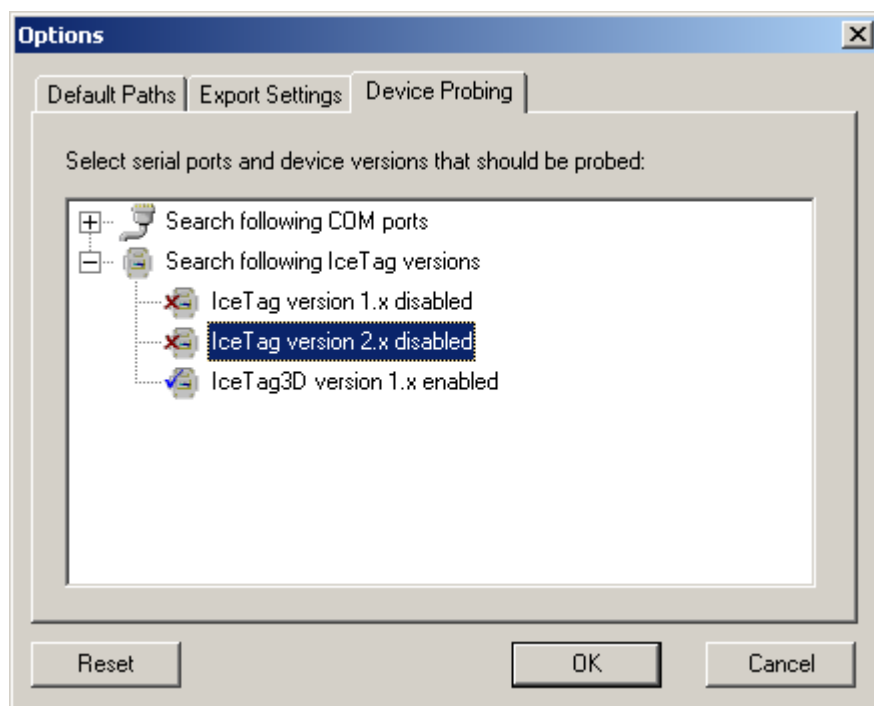 Options
Default Paths Export Settings Device Probing
Select serial ports and device versions that should be probed:
Search following COM ports
Search following IceTag versions
IceTag version 1.x disabled
IceTag version 2.x disabled
IceTag3D version 1.x enabled
Reset OK Cancel